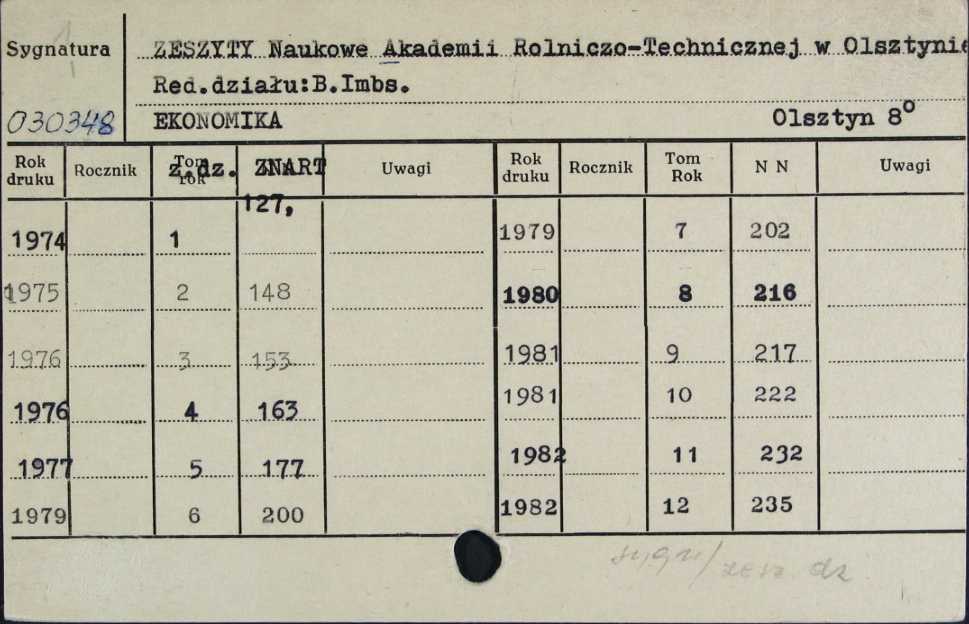 Sygnatura
ZESZYTY Naukowe Akademii Rolniczo-Technicznej w Olsztynie
Red.działu:B.Imbs.
030348
EKONOMIKA Olsztyn 8°
Rok druku Rocznik Tom rok z.dz. ZNART Uwagi Rok druku Rocznik Tom Rok N N Uwagi
1974 1 127, 1979 7 202
1975 2 148 1980 8 216
1976 3 153 1981 9 217
1976 4 163 1981 10 222
1977 5 177 1982 11 232
1979 6 200 1982 12 235
sygn/ zesz. dz